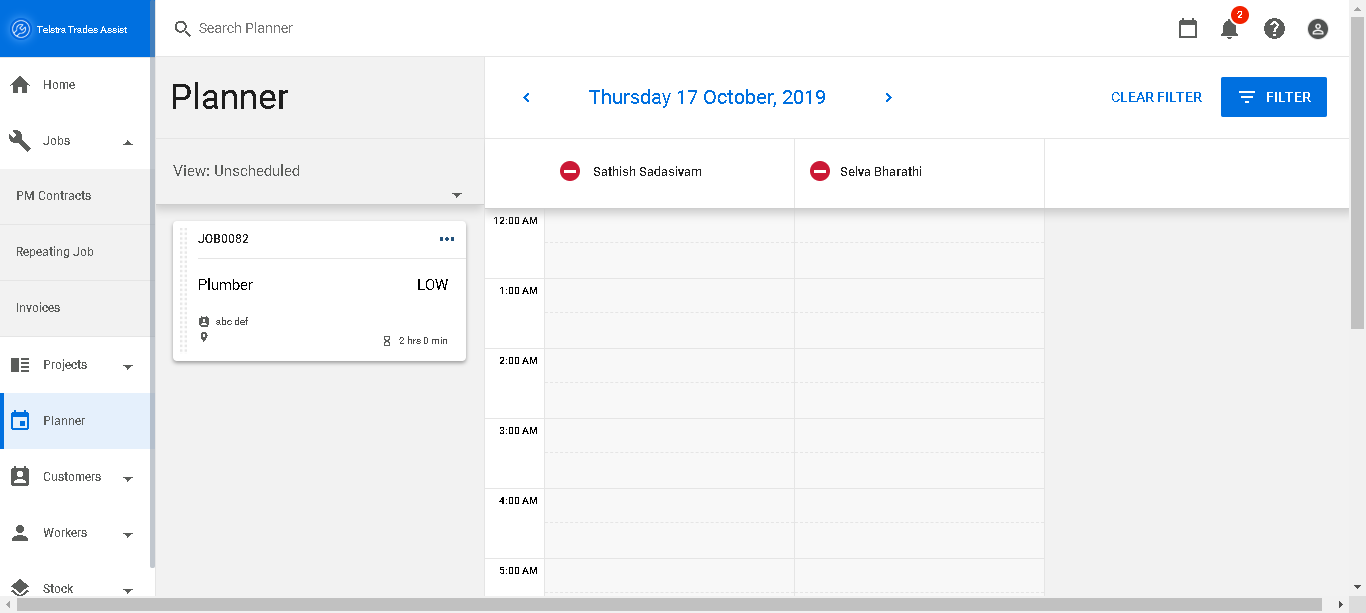 Telstra Trades Assist
Search Planner
2
Home
Jobs
PM Contracts
Repeating Job
Invoices
Projects
Planner
Customers
Workers
Stock
Planner
View: Unscheduled
JOB0082
Plumber LOW
abc def
2 hrs 0 min
Thursday 17 October, 2019
CLEAR FILTER
FILTER
Sathish Sadasivam
Selva Bharathi
12:00 AM
1:00 AM
2:00 AM
3:00 AM
4:00 AM
5:00 AM